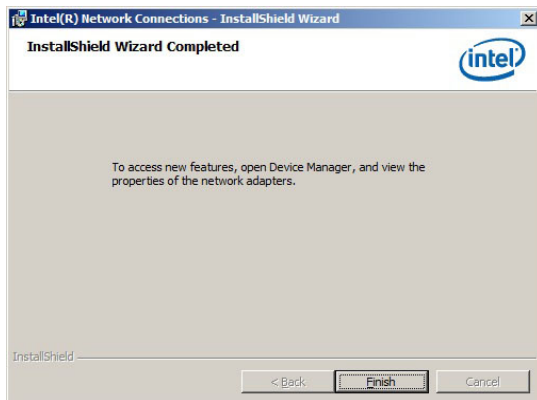 Intel(R) Network Connections - InstallShield Wizard
InstallShield Wizard Completed
intel
To access new features, open Device Manager, and view the
properties of the network adapters.
InstallShield
< Back
Finish
Cancel